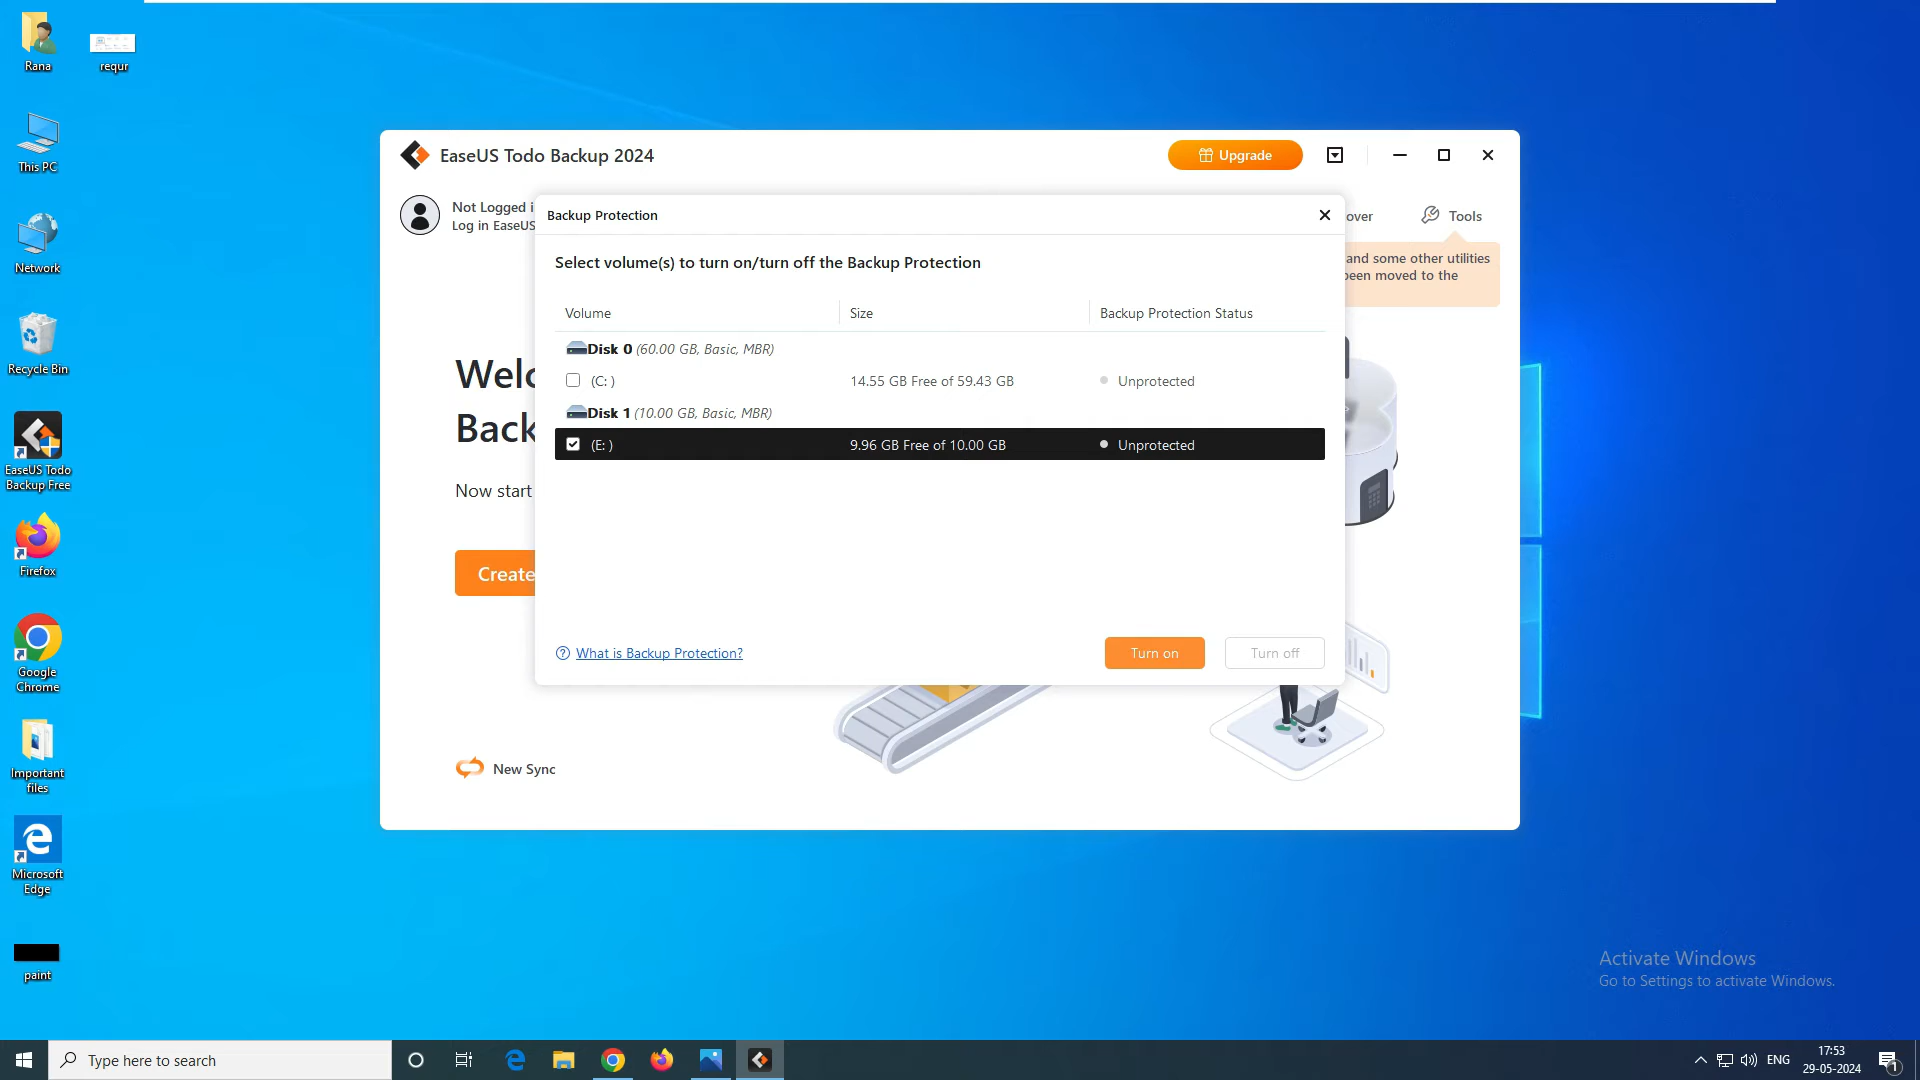 Rana
requr
This PC
Network
Recycle Bin
EaseUS Todo
Backup Free
Firefox
Google
Chrome
Important
files
Microsoft
Edge
paint
EaseUS Todo Backup 2024
Upgrade
Not Logged i
Log in EaseUS
over
Tools
and some other utilities
been moved to the
Welc
Back
Now start
Create
New Sync
Backup Protection
Select volume(s) to turn on/turn off the Backup Protection
Volume Size Backup Protection Status
Disk 0 (60.00 GB, Basic, MBR)
(C: ) 14.55 GB Free of 59.43 GB Unprotected
Disk 1 (10.00 GB, Basic, MBR)
(E: ) 9.96 GB Free of 10.00 GB Unprotected
? What is Backup Protection?
Turn on
Turn off
Activate Windows
Go to Settings to activate Windows.
Type here to search
ENG
17:53
29-05-2024
1